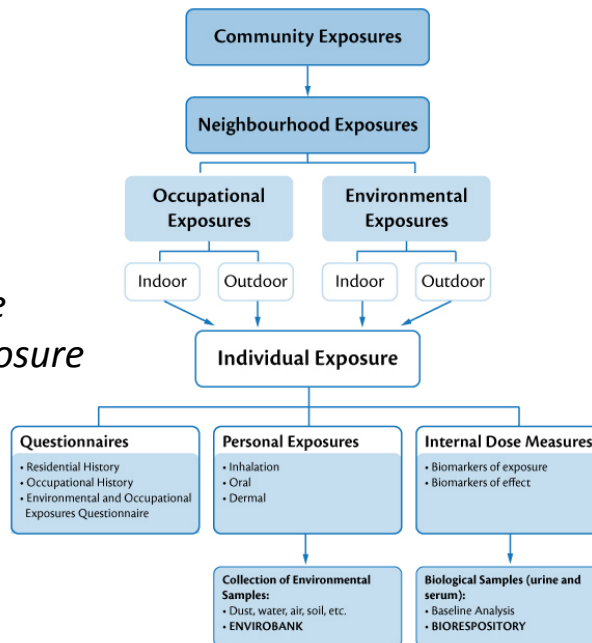 Community Exposures
Neighbourhood Exposures
Occupational
Exposures
Environmental
Exposures
Indoor
Outdoor
Indoor
Outdoor
e
osure
Individual Exposure
Questionnaires
• Residential History
• Occupational History
• Environmental and Occupational
Exposures Questionnaire
Personal Exposures
• Inhalation
• Oral
• Dermal
Internal Dose Measures
• Biomarkers of exposure
• Biomarkers of effect
Collection of Environmental
Samples:
• Dust, water, air, soil, etc.
• ENVIROBANK
Biological Samples (urine and
serum):
• Baseline Analysis
• BIORESPOSITORY